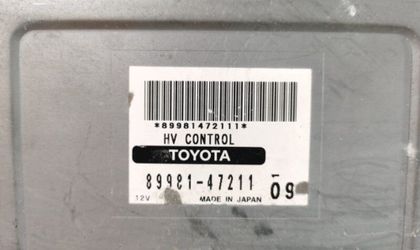 *89981472111*
HV CONTROL
TOYOTA
89981-47211 09
12V MADE IN JAPAN